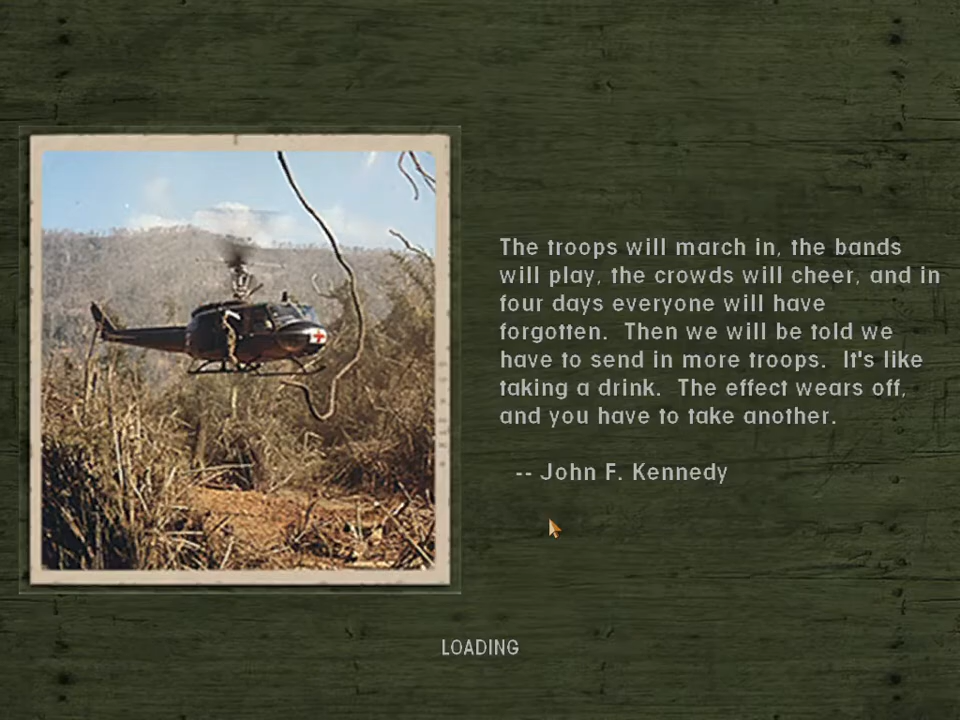 The troops will march in, the bands
will play, the crowds will cheer, and in
four days everyone will have
forgotten.  Then we will be told we
have to send in more troops.  It's like
taking a drink.  The effect wears off,
and you have to take another.
-- John F. Kennedy
LOADING